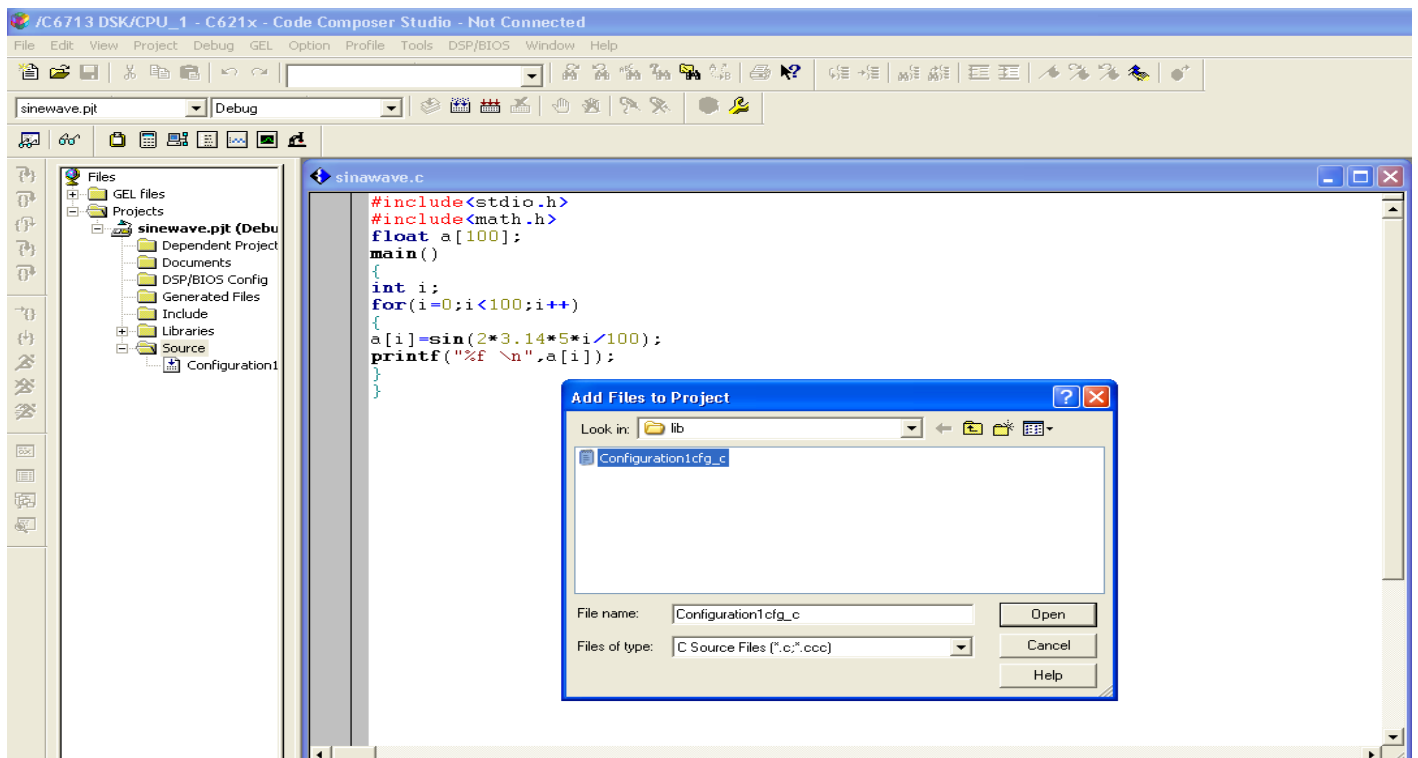 /C6713 DSK/CPU_1 - C621x - Code Composer Studio - Not Connected
File Edit View Project Debug GEL Option Profile Tools DSP/BIOS Window Help
sinewave.pjt Debug
Files
GEL files
Projects
sinewave.pjt (Debu
Dependent Project
Documents
DSP/BIOS Config
Generated Files
Include
Libraries
Source
Configuration1
sinawave.c
#include<stdio.h>
#include<math.h>
float a[100];
main()
{
int i;
for(i=0;i<100;i++)
{
a[i]=sin(2*3.14*5*i/100);
printf("%f \n",a[i]);
}
}
Add Files to Project
Look in: lib
Configuration1cfg_c
File name: Configuration1cfg_c Open
Files of type: C Source Files (*.c;*.ccc) Cancel
Help